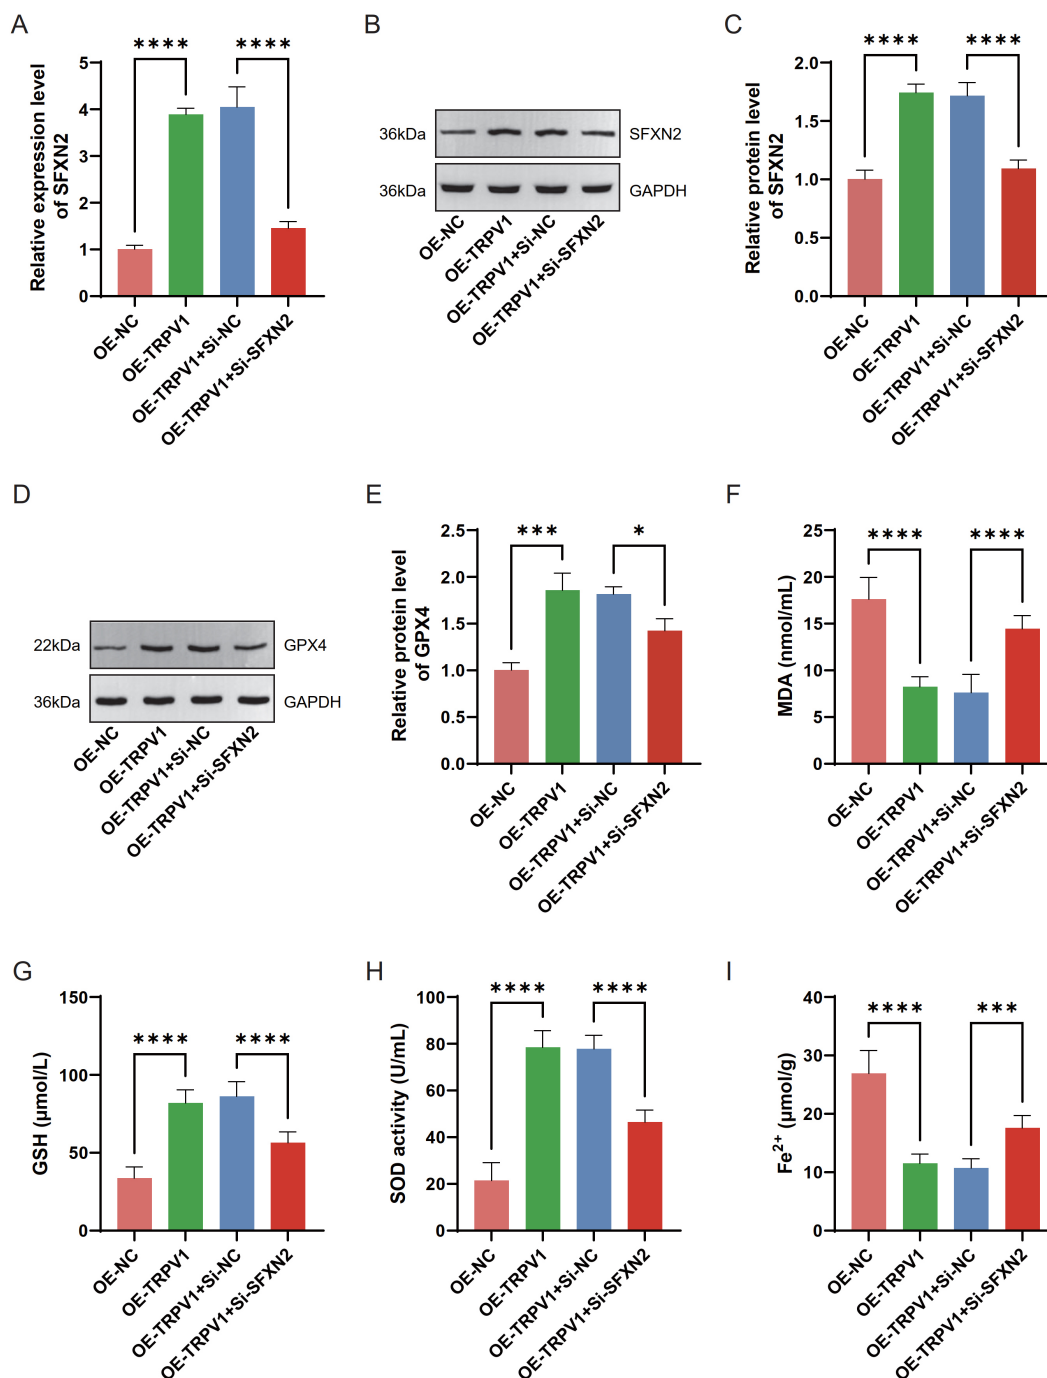 A
Relative expression level
of SFXN2
5
4
3
2
1
0
**** ****
OE-NC
OE-TRPV1
OE-TRPV1+Si-NC
OE-TRPV1+Si-SFXN2
B
36kDa SFXN2
36kDa GAPDH
OE-NC
OE-TRPV1
OE-TRPV1+Si-NC
OE-TRPV1+Si-SFXN2
C
Relative protein level
of SFXN2
2.0
1.5
1.0
0.5
0.0
**** ****
OE-NC
OE-TRPV1
OE-TRPV1+Si-NC
OE-TRPV1+Si-SFXN2
D
22kDa GPX4
36kDa GAPDH
OE-NC
OE-TRPV1
OE-TRPV1+Si-NC
OE-TRPV1+Si-SFXN2
E
Relative protein level
of GPX4
2.5
2.0
1.5
1.0
0.5
0.0
*** *
OE-NC
OE-TRPV1
OE-TRPV1+Si-NC
OE-TRPV1+Si-SFXN2
F
MDA (nmol/mL)
25
20
15
10
5
0
**** ****
OE-NC
OE-TRPV1
OE-TRPV1+Si-NC
OE-TRPV1+Si-SFXN2
G
GSH (μmol/L)
150
100
50
0
**** ****
OE-NC
OE-TRPV1
OE-TRPV1+Si-NC
OE-TRPV1+Si-SFXN2
H
SOD activity (U/mL)
100
80
60
40
20
0
**** ****
OE-NC
OE-TRPV1
OE-TRPV1+Si-NC
OE-TRPV1+Si-SFXN2
I
Fe²⁺ (μmol/g)
40
30
20
10
0
**** ***
OE-NC
OE-TRPV1
OE-TRPV1+Si-NC
OE-TRPV1+Si-SFXN2